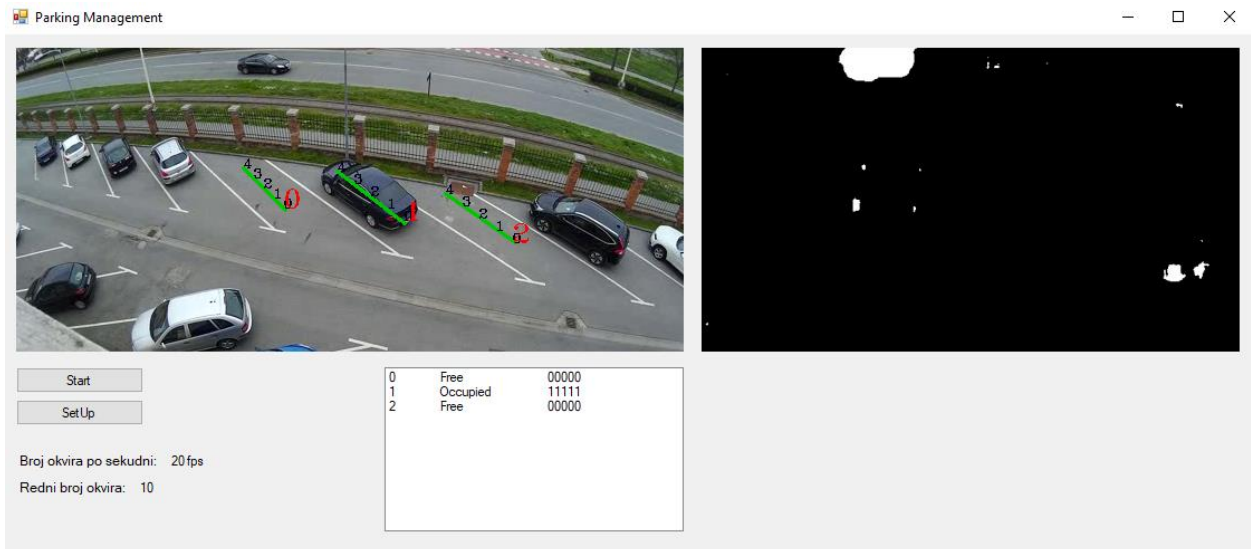 Parking Management
4 3 2 1 0 0
4 3 2 1 1
4 3 2 1 0 2
Start
SetUp
0 Free 00000
1 Occupied 11111
2 Free 00000
Broj okvira po sekundi: 20 fps
Redni broj okvira: 10